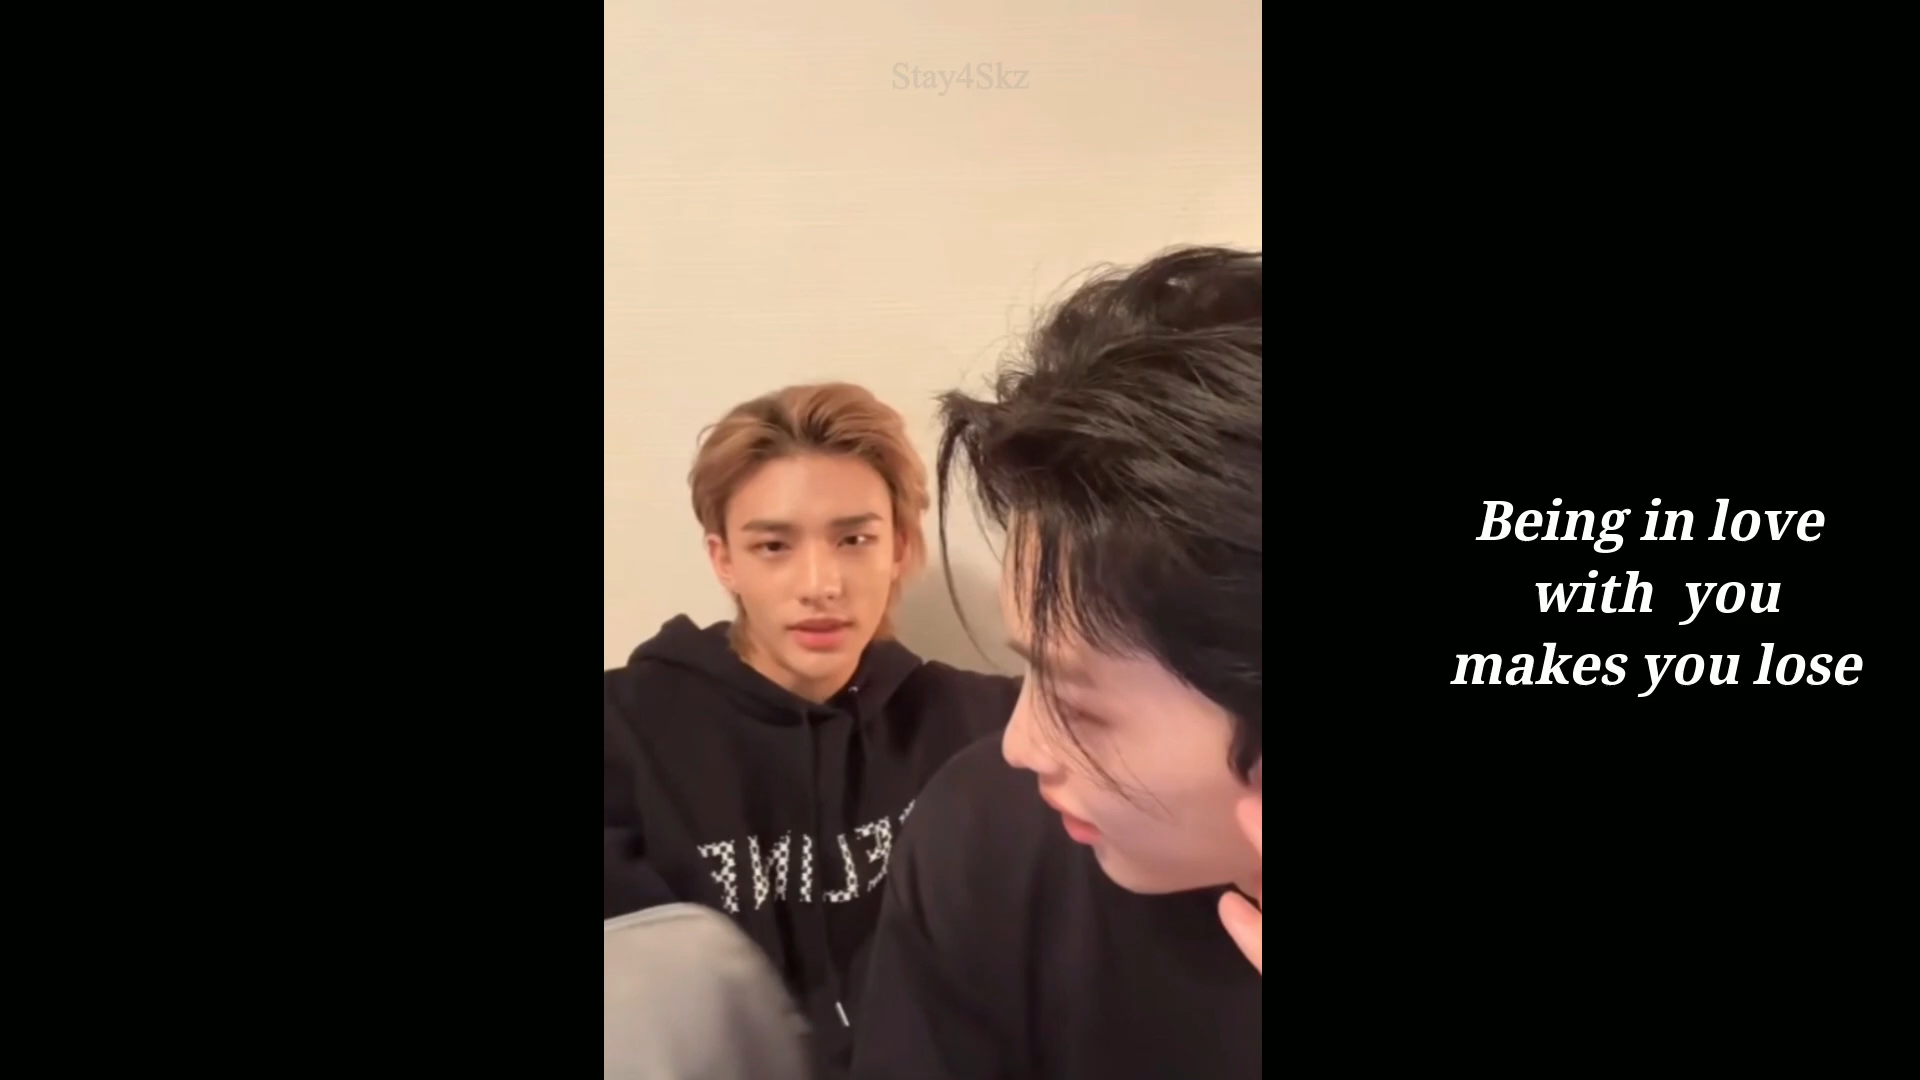 Stay4Skz
Being in love
with you
makes you lose